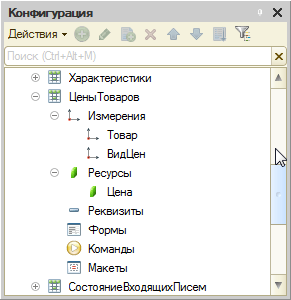 Конфигурация
Действия
Поиск (Ctrl+Alt+M)
Характеристики
ЦеныТоваров
Измерения
Товар
ВидЦен
Ресурсы
Цена
Реквизиты
Формы
Команды
Макеты
СостояниеВходящихПисем